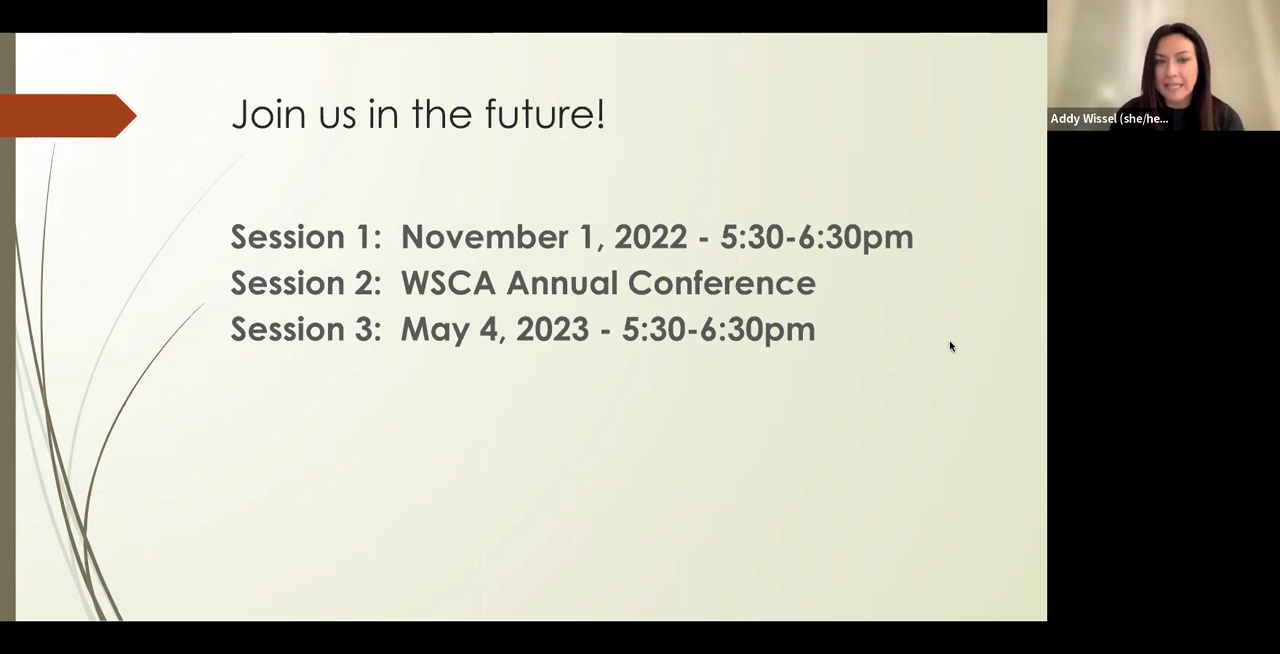 Join us in the future!
Addy Wissel (she/he...
Session 1: November 1, 2022 - 5:30-6:30pm
Session 2: WSCA Annual Conference
Session 3: May 4, 2023 - 5:30-6:30pm